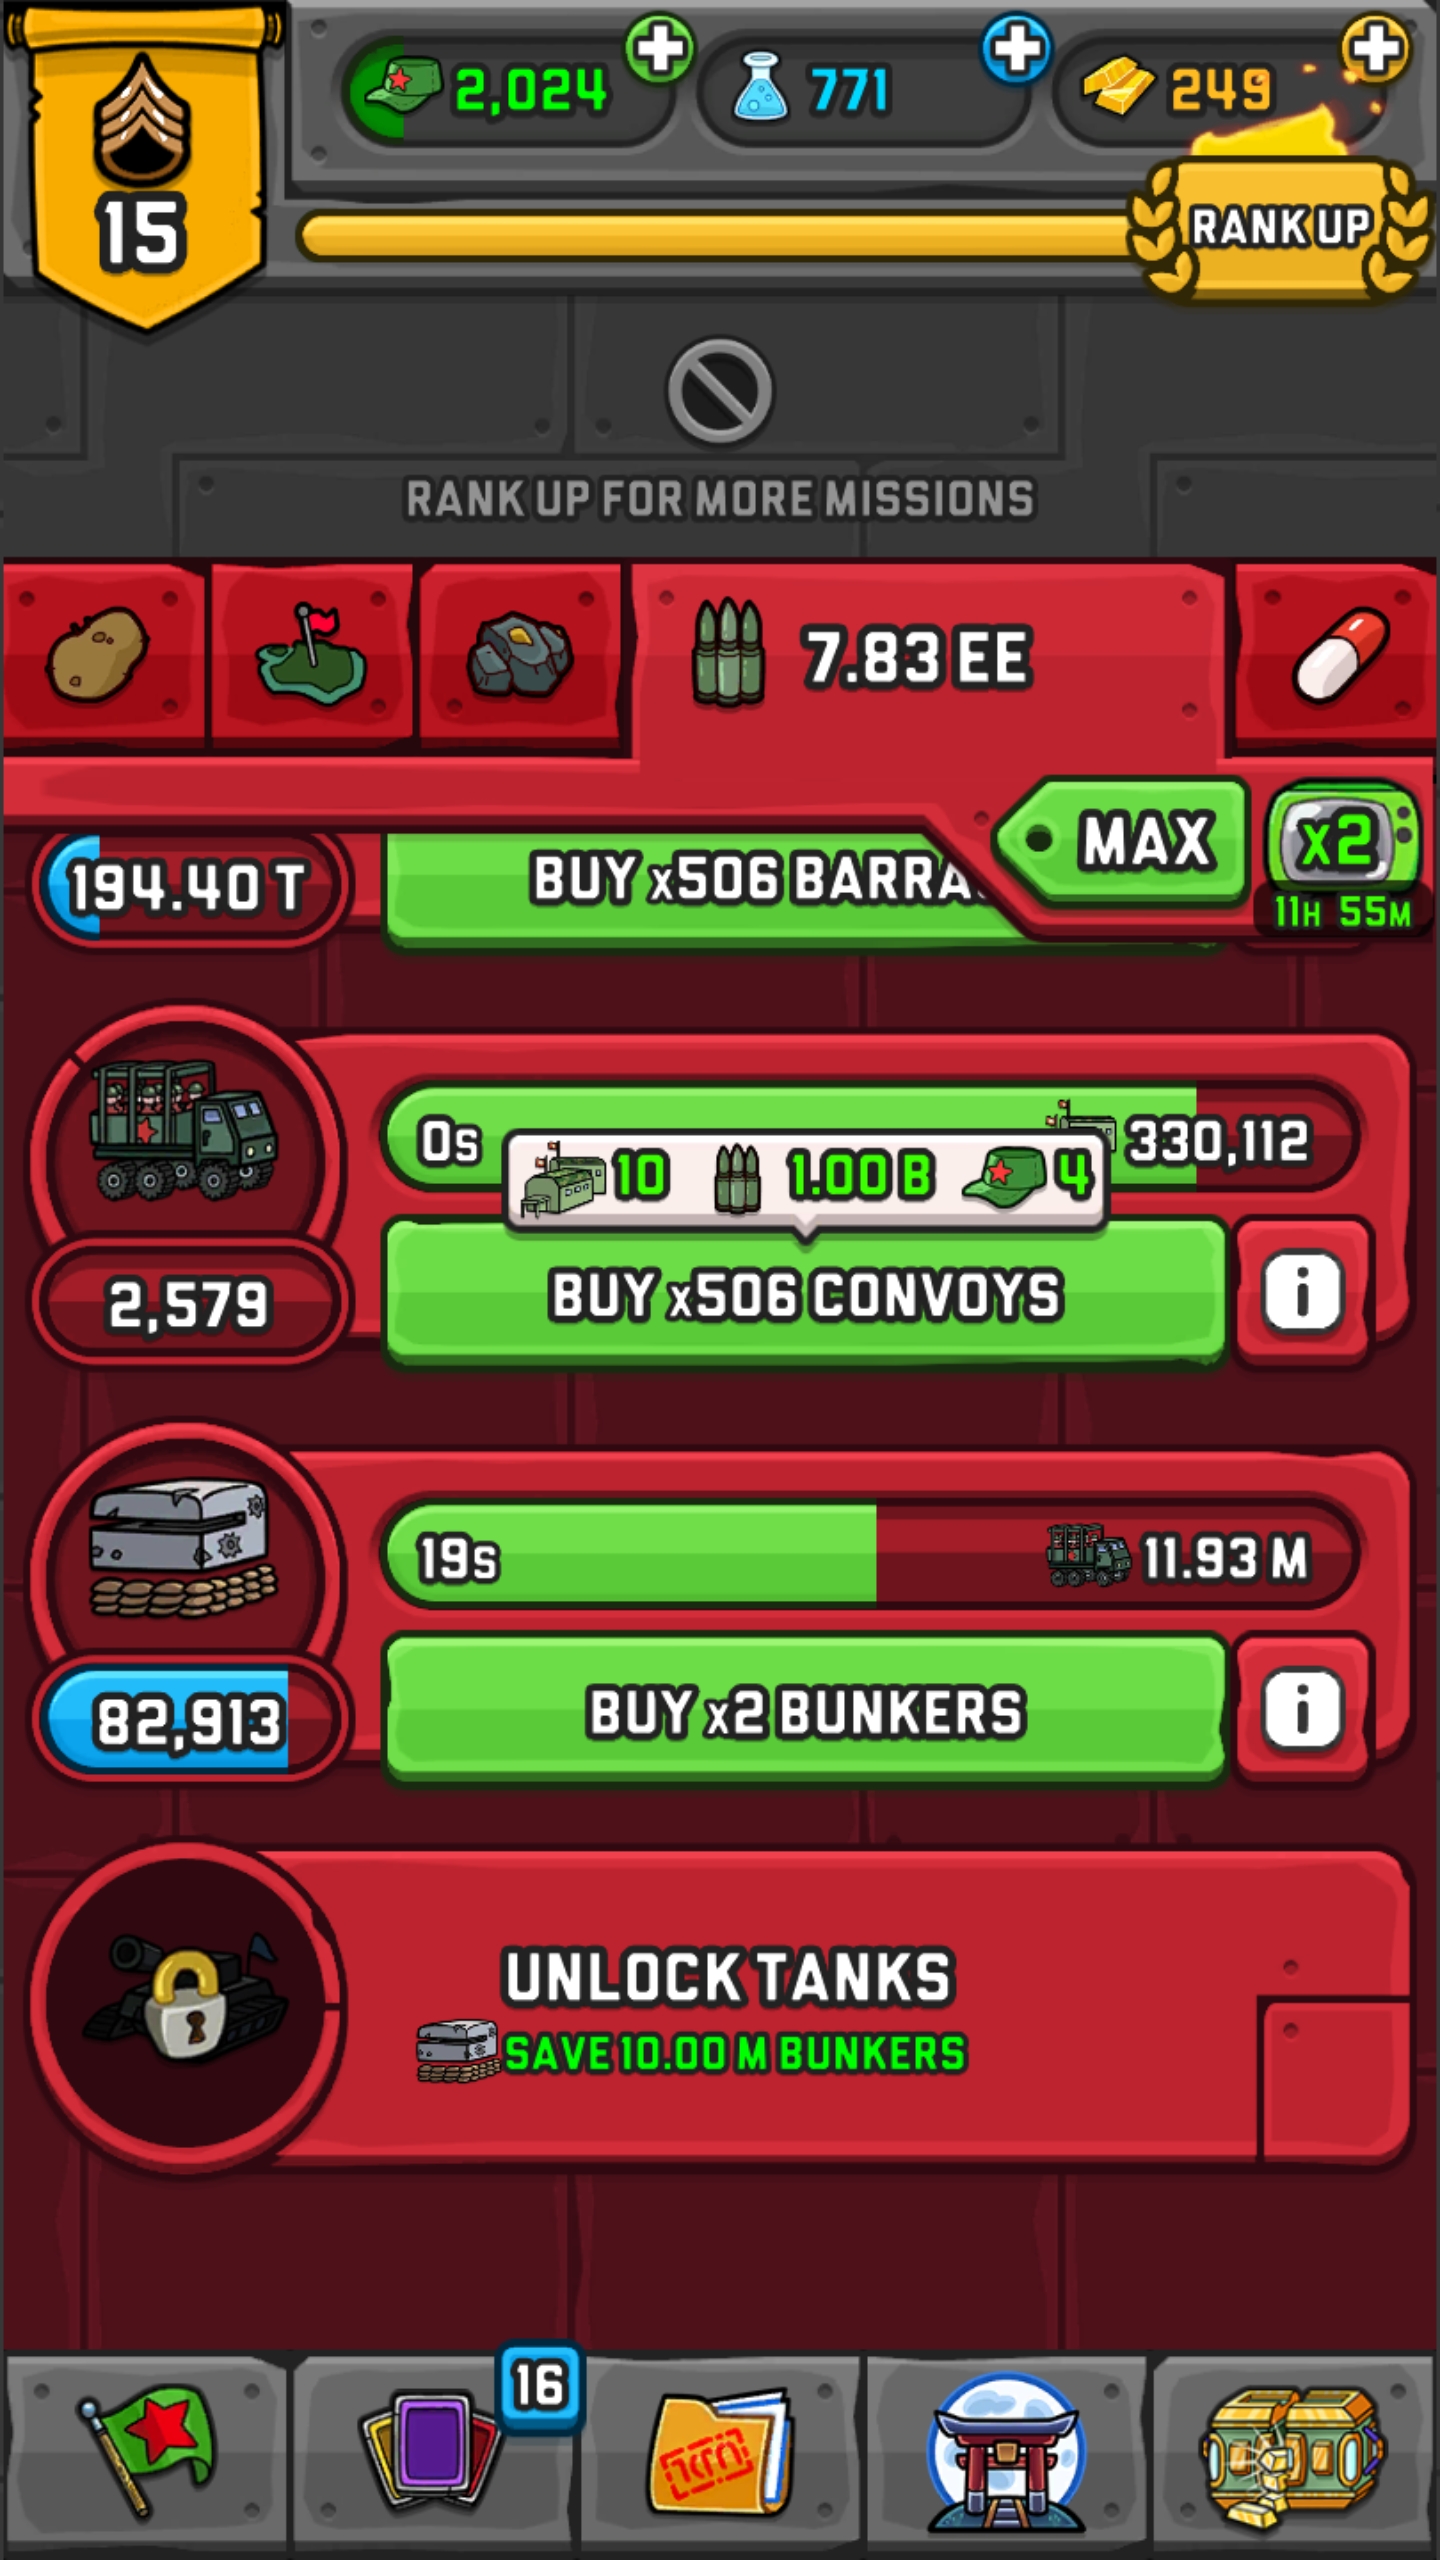 15
2,024
771
249
RANK UP
RANK UP FOR MORE MISSIONS
7.83 EE
MAX
x2
11H 55M
194.40 T
BUY x506
0s
330,112
10
1.00 B
4
2,579
BUY x506 CONVOYS
19s
11.93 M
82,913
BUY x2 BUNKERS
UNLOCK TANKS
SAVE 10.00 M BUNKERS
16